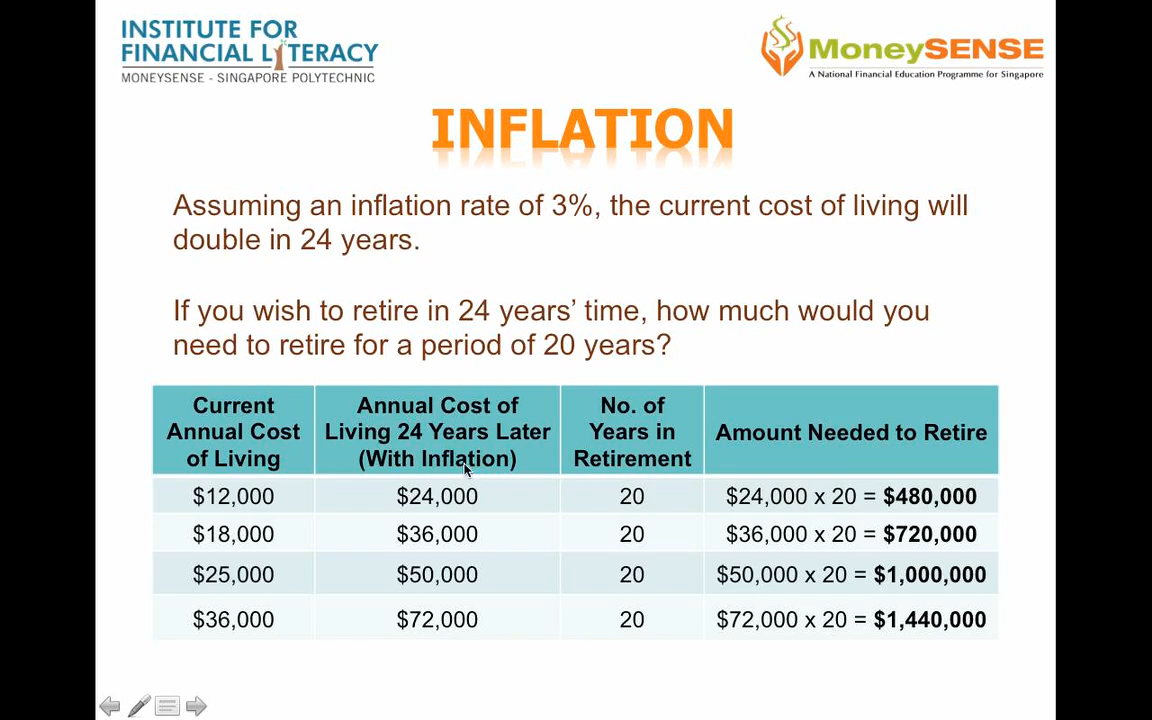 INSTITUTE FOR
FINANCIAL LITERACY
MONEYSENSE - SINGAPORE POLYTECHNIC
MoneySENSE
A National Financial Education Programme for Singapore
INFLATION
Assuming an inflation rate of 3%, the current cost of living will
double in 24 years.
If you wish to retire in 24 years’ time, how much would you
need to retire for a period of 20 years?
Current
Annual Cost
of Living
Annual Cost of
Living 24 Years Later
(With Inflation)
No. of
Years in
Retirement
Amount Needed to Retire
$12,000 $24,000 20 $24,000 x 20 = $480,000
$18,000 $36,000 20 $36,000 x 20 = $720,000
$25,000 $50,000 20 $50,000 x 20 = $1,000,000
$36,000 $72,000 20 $72,000 x 20 = $1,440,000